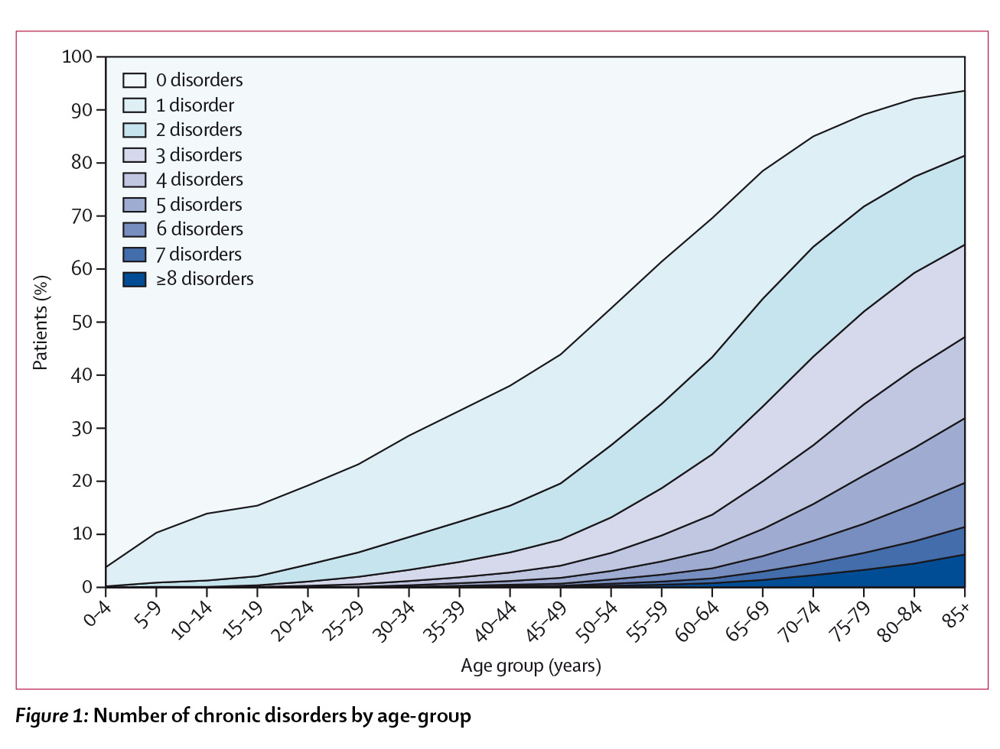 100
90
80
70
60
50
40
30
20
10
0
Patients (%)
0 disorders
1 disorder
2 disorders
3 disorders
4 disorders
5 disorders
6 disorders
7 disorders
≥8 disorders
0–4
5–9
10–14
15–19
20–24
25–29
30–34
35–39
40–44
45–49
50–54
55–59
60–64
65–69
70–74
75–79
80–84
85+
Age group (years)
Figure 1: Number of chronic disorders by age-group